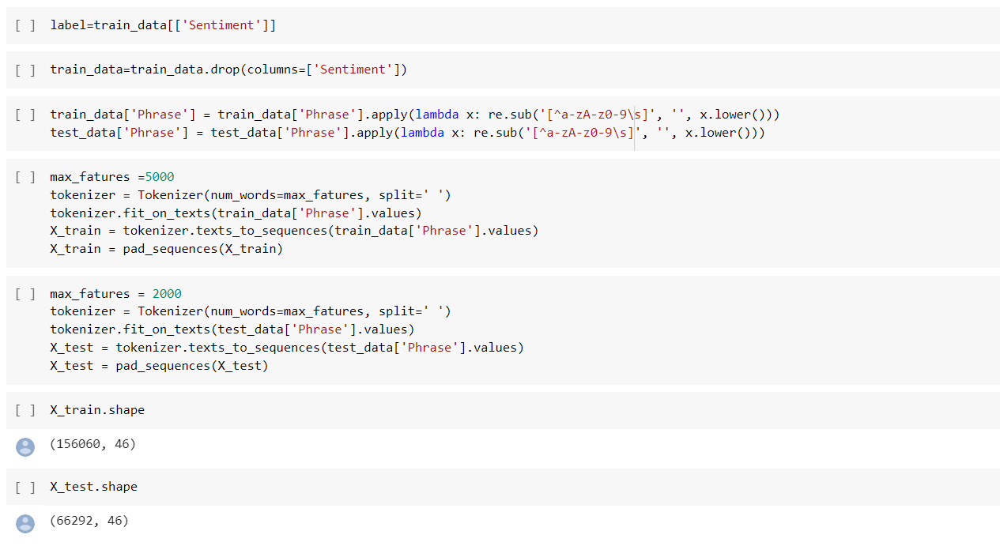 [ ] label=train_data[['Sentiment']]
[ ] train_data=train_data.drop(columns=['Sentiment'])
[ ] train_data['Phrase'] = train_data['Phrase'].apply(lambda x: re.sub('[^a-zA-z0-9\s]', '', x.lower()))
test_data['Phrase'] = test_data['Phrase'].apply(lambda x: re.sub('[^a-zA-z0-9\s]', '', x.lower()))
[ ] max_fatures =5000
tokenizer = Tokenizer(num_words=max_fatures, split=' ')
tokenizer.fit_on_texts(train_data['Phrase'].values)
X_train = tokenizer.texts_to_sequences(train_data['Phrase'].values)
X_train = pad_sequences(X_train)
[ ] max_fatures = 2000
tokenizer = Tokenizer(num_words=max_fatures, split=' ')
tokenizer.fit_on_texts(test_data['Phrase'].values)
X_test = tokenizer.texts_to_sequences(test_data['Phrase'].values)
X_test = pad_sequences(X_test)
[ ] X_train.shape
(156060, 46)
[ ] X_test.shape
(66292, 46)